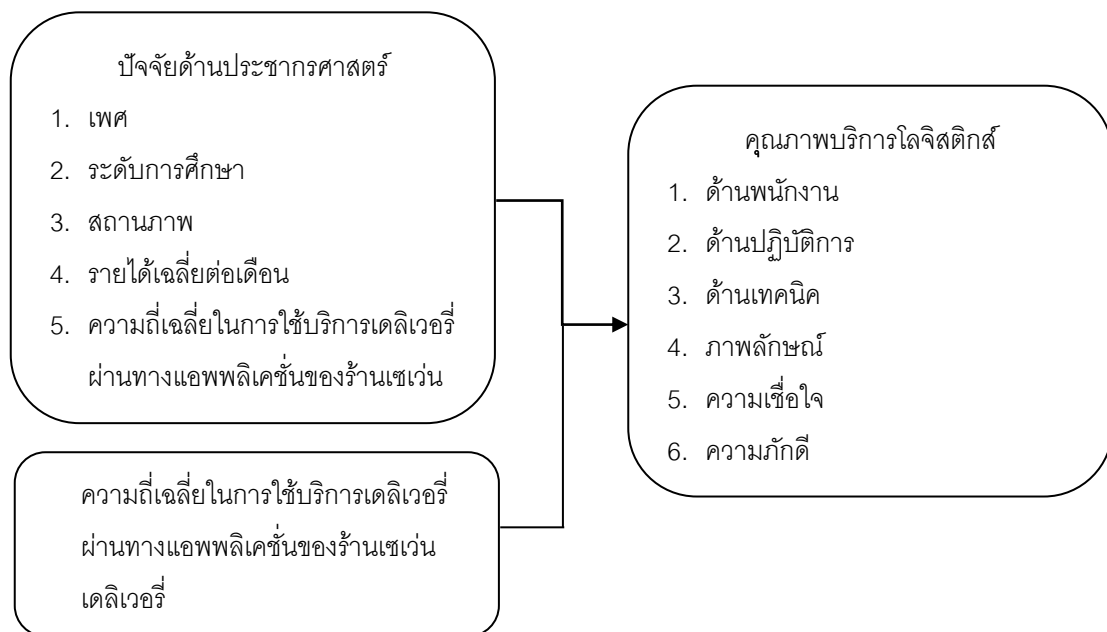 ปัจจัยด้านประชากรศาสตร์
1. เพศ
2. ระดับการศึกษา
3. สถานภาพ
4. รายได้เฉลี่ยต่อเดือน
5. ความถี่เฉลี่ยในการใช้บริการเดลิเวอรี่
ผ่านทางแอพพลิเคชั่นของร้านเซเว่น
ความถี่เฉลี่ยในการใช้บริการเดลิเวอรี่
ผ่านทางแอพพลิเคชั่นของร้านเซเว่น
เดลิเวอรี่
คุณภาพบริการโลจิสติกส์
1. ด้านพนักงาน
2. ด้านปฏิบัติการ
3. ด้านเทคนิค
4. ภาพลักษณ์
5. ความเชื่อใจ
6. ความภักดี